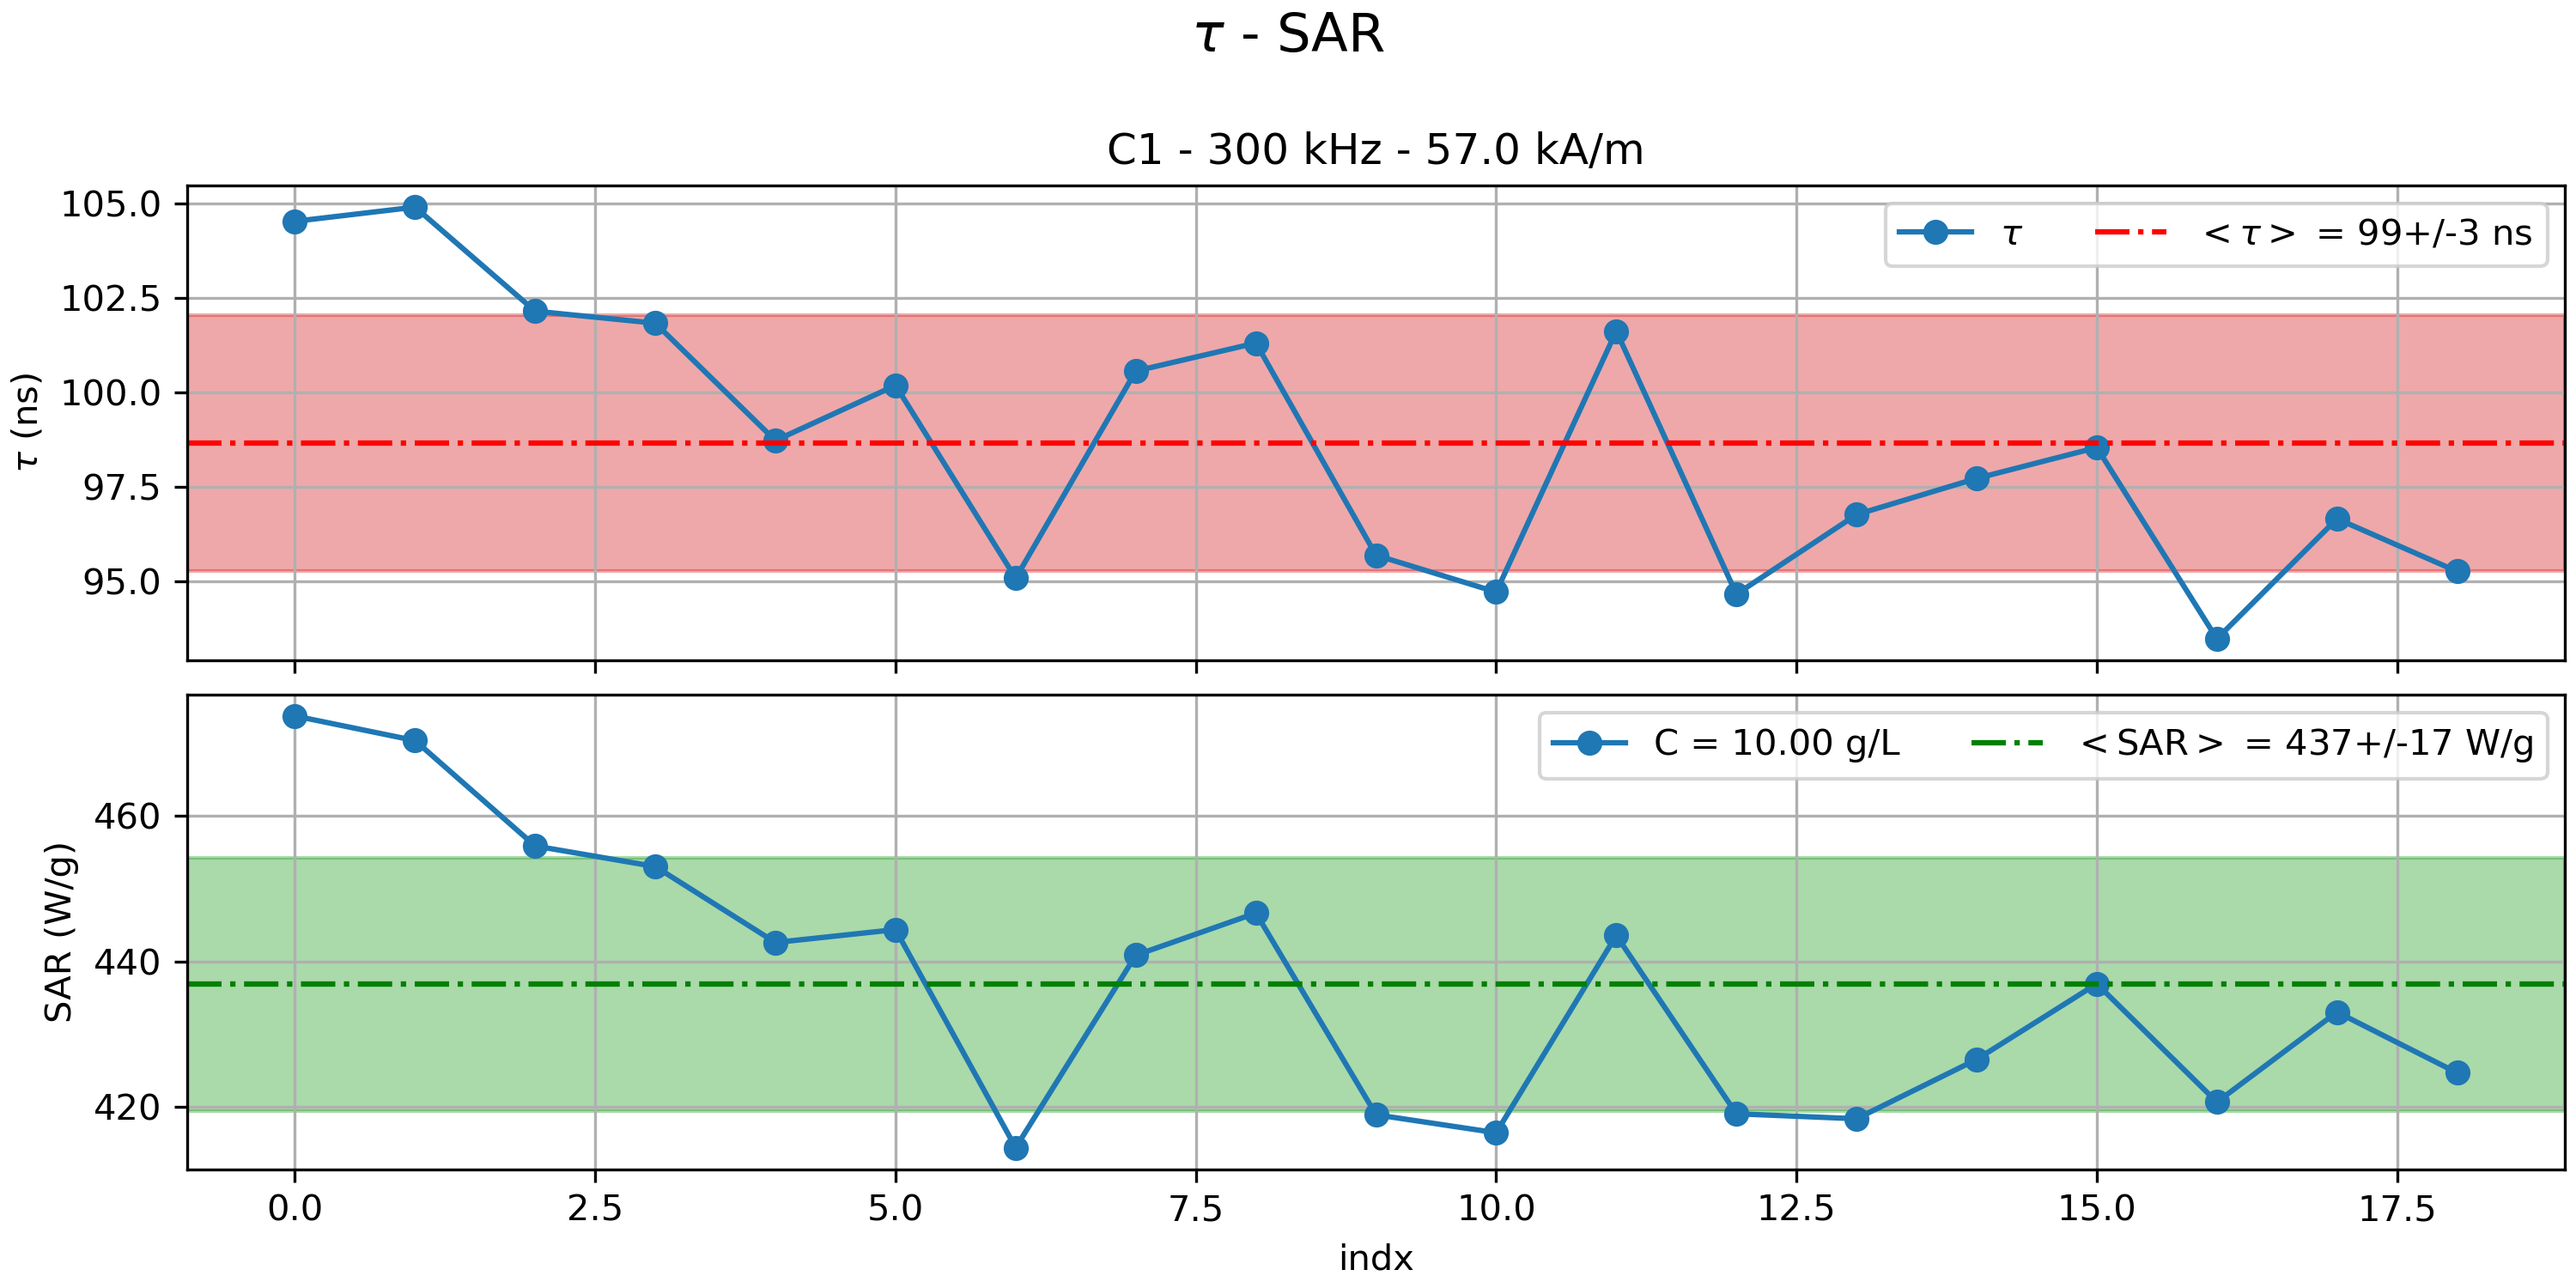 τ - SAR
C1 - 300 kHz - 57.0 kA/m
τ (ns)
105.0
102.5
100.0
97.5
95.0
τ
<τ> = 99+/-3 ns
SAR (W/g)
460
440
420
C = 10.00 g/L
<SAR> = 437+/-17 W/g
0.0 2.5 5.0 7.5 10.0 12.5 15.0 17.5
indx